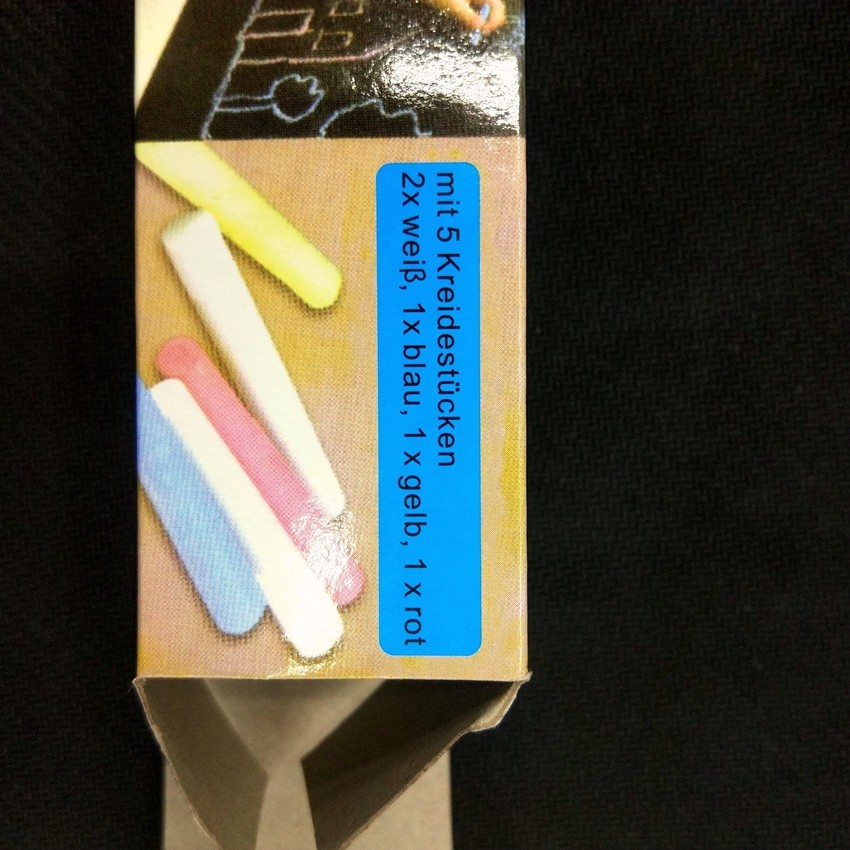 mit 5 Kreidestücken
2x weiß, 1x blau, 1 x gelb, 1 x rot